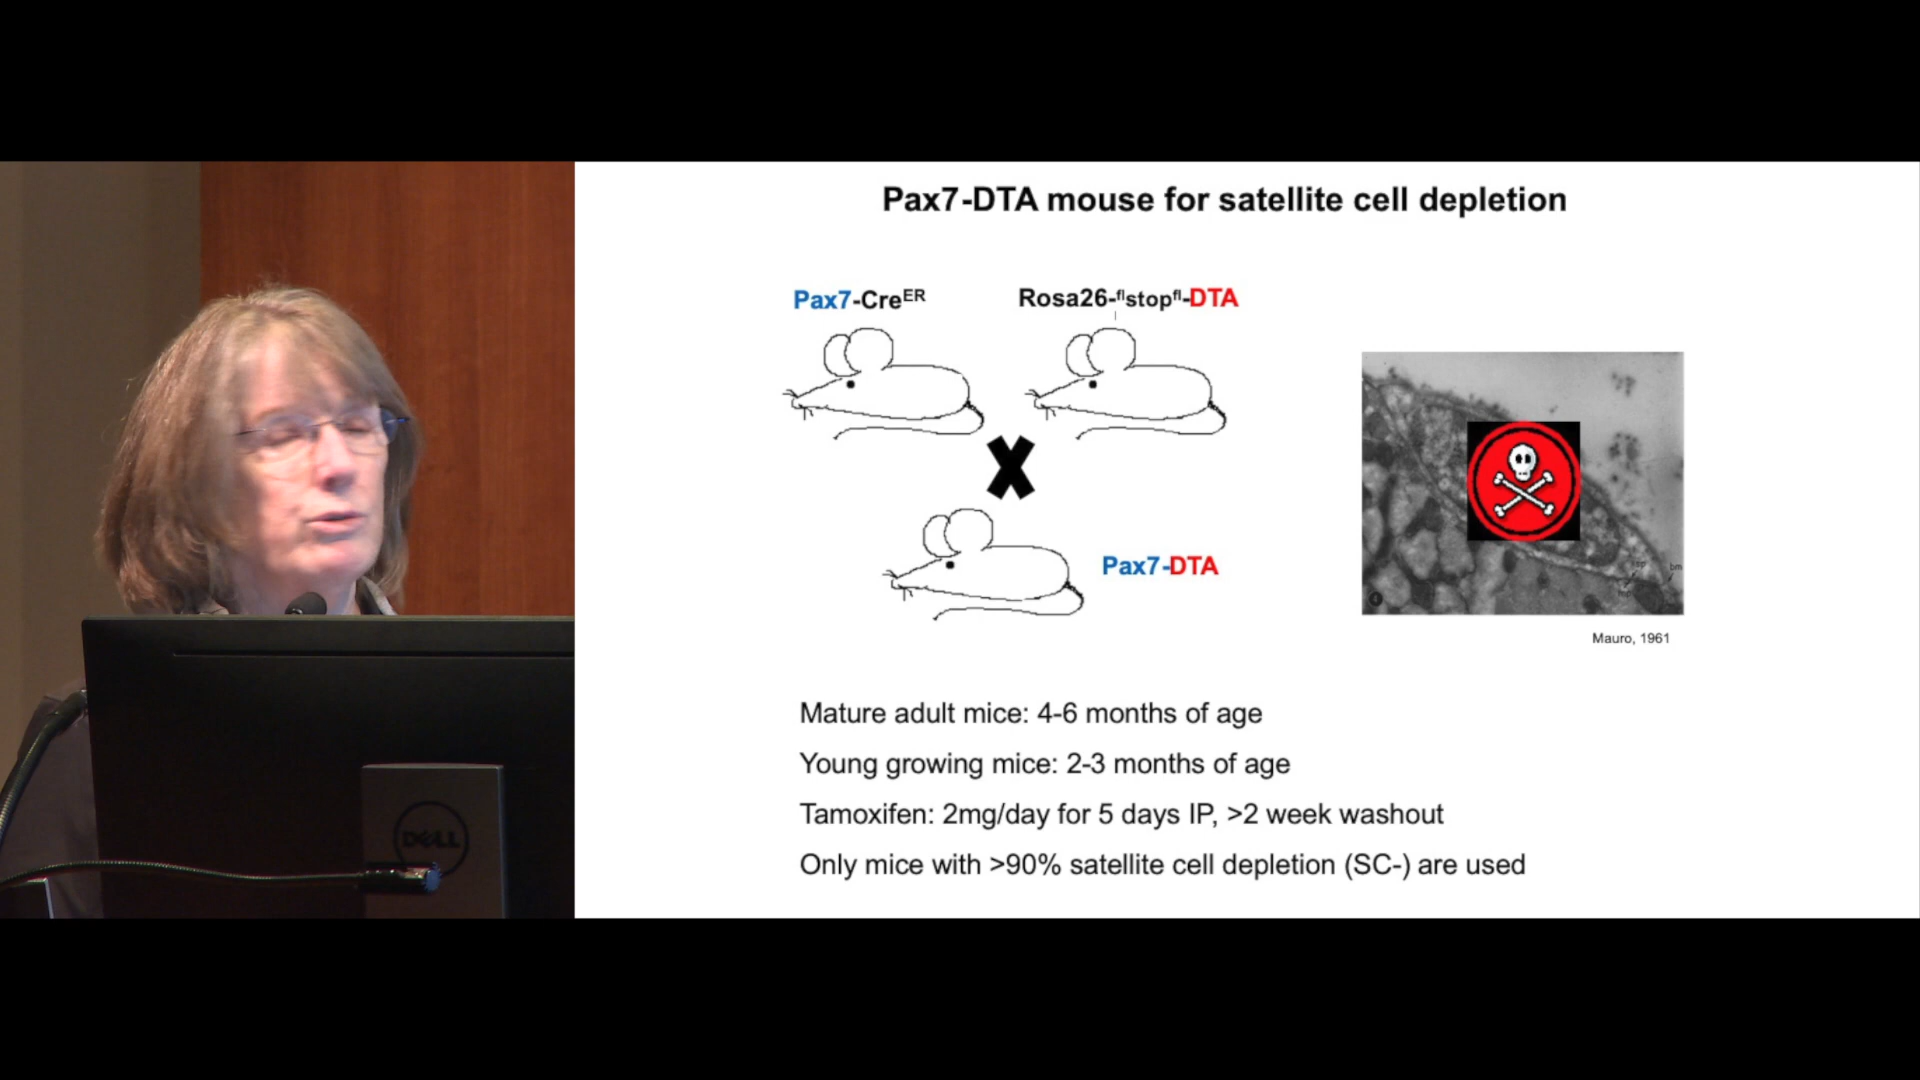 Pax7-DTA mouse for satellite cell depletion
Pax7-Creᴱᴿ
Rosa26-ᶠˡstopᶠˡ-DTA
Pax7-DTA
bm
Mauro, 1961
Mature adult mice: 4-6 months of age
Young growing mice: 2-3 months of age
Tamoxifen: 2mg/day for 5 days IP, >2 week washout
Only mice with >90% satellite cell depletion (SC-) are used
DELL